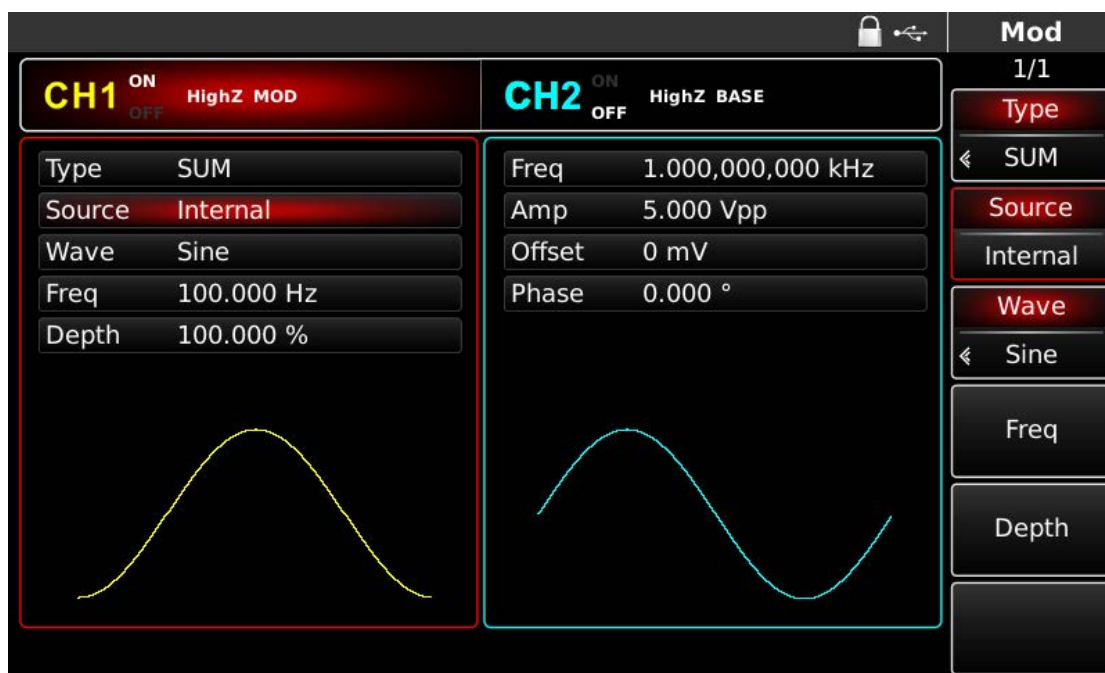 Mod
1/1
CH1 ON OFF HighZ MOD
CH2 ON OFF HighZ BASE
Type SUM
Source Internal
Wave Sine
Freq 100.000 Hz
Depth 100.000 %
Freq 1.000,000,000 kHz
Amp 5.000 Vpp
Offset 0 mV
Phase 0.000 °
Type
SUM
Source
Internal
Wave
Sine
Freq
Depth